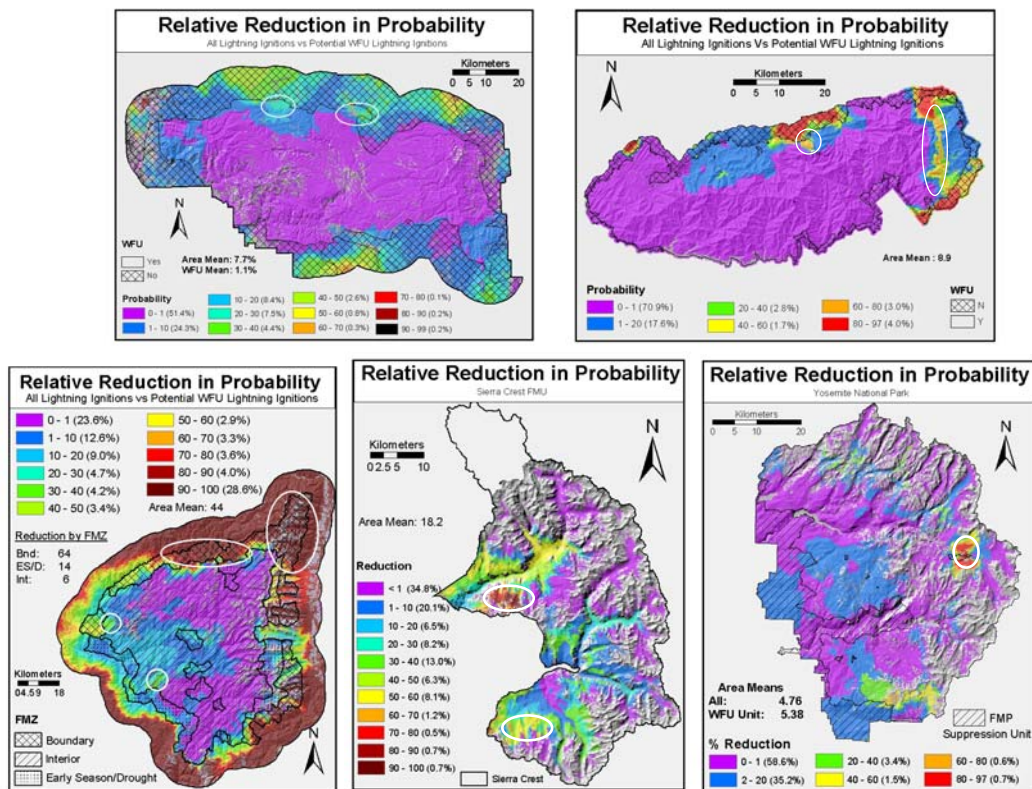 Relative Reduction in Probability
All Lightning Ignitions vs Potential WFU Lightning Ignitions
Kilometers
0 5 10 20
N
WFU
Yes
No
Area Mean: 7.7%
WFU Mean: 1.1%
Probability
0 - 1 (51.4%)
1 - 10 (24.3%)
10 - 20 (8.4%)
20 - 30 (7.5%)
30 - 40 (4.4%)
40 - 50 (2.6%)
50 - 60 (0.8%)
60 - 70 (0.3%)
70 - 80 (0.1%)
80 - 90 (0.2%)
90 - 99 (0.2%)
Relative Reduction in Probability
All Lightning Ignitions Vs Potential WFU Lightning Ignitions
N
Kilometers
0 5 10 20
Area Mean : 8.9
Probability
0 - 1 (70.9%)
1 - 20 (17.6%)
20 - 40 (2.8%)
40 - 60 (1.7%)
60 - 80 (3.0%)
80 - 97 (4.0%)
WFU
N
Y
Relative Reduction in Probability
All Lightning Ignitions vs Potential WFU Lightning Ignitions
0 - 1 (23.6%)
1 - 10 (12.6%)
10 - 20 (9.0%)
20 - 30 (4.7%)
30 - 40 (4.2%)
40 - 50 (3.4%)
50 - 60 (2.9%)
60 - 70 (3.3%)
70 - 80 (3.6%)
80 - 90 (4.0%)
90 - 100 (28.6%)
Area Mean: 44
Reduction by FMZ
Bnd: 64
ES/D: 14
Int: 6
Kilometers
04.59 18
FMZ
Boundary
Interior
Early Season/Drought
N
Relative Reduction in Probability
Sierra Crest FMU
Kilometers
0 2.5 5 10
N
Area Mean: 18.2
Reduction
< 1 (34.8%)
1 - 10 (20.1%)
10 - 20 (6.5%)
20 - 30 (8.2%)
30 - 40 (13.0%)
40 - 50 (6.3%)
50 - 60 (8.1%)
60 - 70 (1.2%)
70 - 80 (0.5%)
80 - 90 (0.7%)
90 - 100 (0.7%)
Sierra Crest
Relative Reduction in Probability
Yosemite National Park
Kilometers
0 5 10 20
N
Area Means
All: 4.76
WFU Unit: 5.38
FMP
Suppression Unit
% Reduction
0 - 1 (58.6%)
2 - 20 (35.2%)
20 - 40 (3.4%)
40 - 60 (1.5%)
60 - 80 (0.6%)
80 - 97 (0.7%)